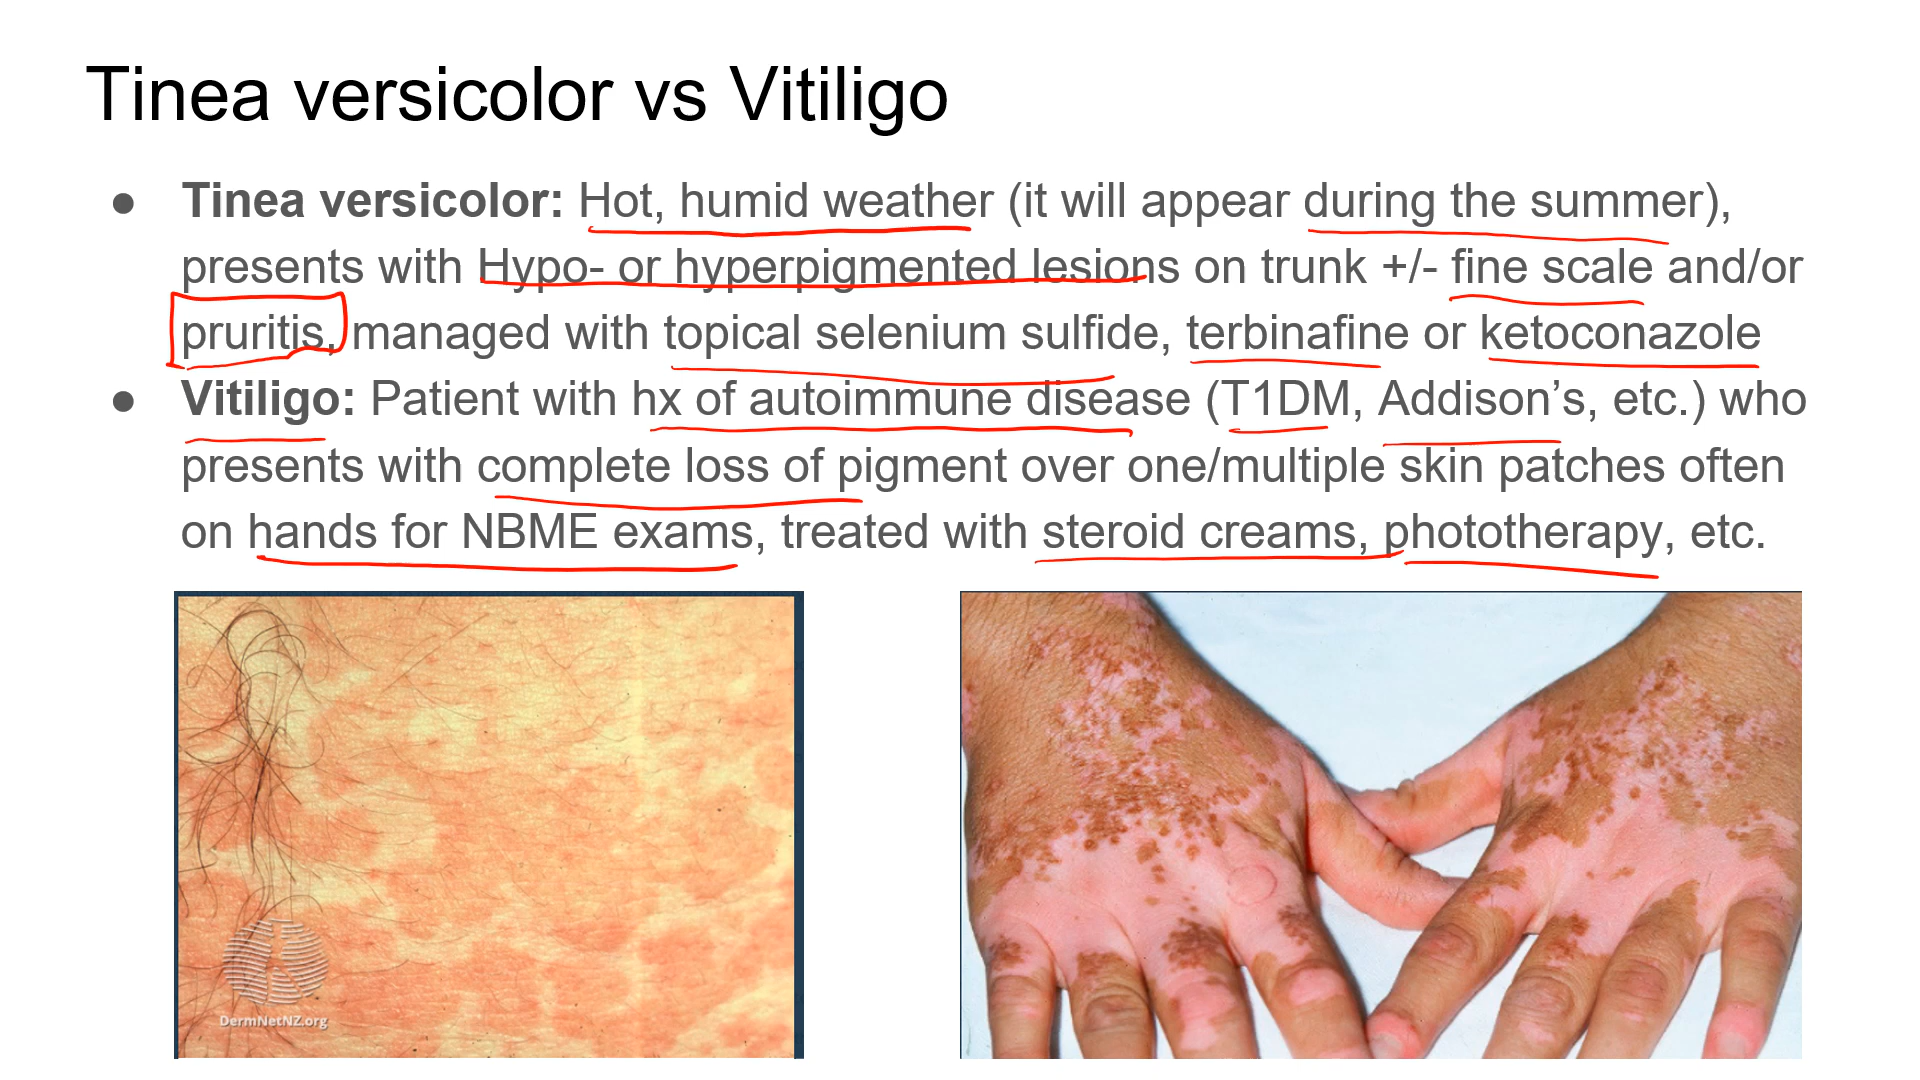 Tinea versicolor vs Vitiligo
● Tinea versicolor: Hot, humid weather (it will appear during the summer),
presents with Hypo- or hyperpigmented lesions on trunk +/- fine scale and/or
pruritis, managed with topical selenium sulfide, terbinafine or ketoconazole
● Vitiligo: Patient with hx of autoimmune disease (T1DM, Addison’s, etc.) who
presents with complete loss of pigment over one/multiple skin patches often
on hands for NBME exams, treated with steroid creams, phototherapy, etc.
DermNetNZ.org